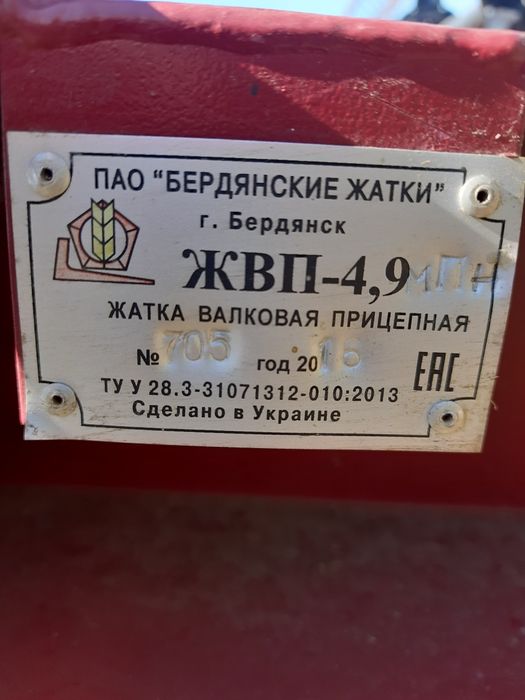 ПАО "БЕРДЯНСКИЕ ЖАТКИ"
г. Бердянск
ЖВП-4,9
ЖАТКА ВАЛКОВАЯ ПРИЦЕПНАЯ
№ 705 год 2016
ТУ У 28.3-31071312-010:2013
Сделано в Украине
ЕАС